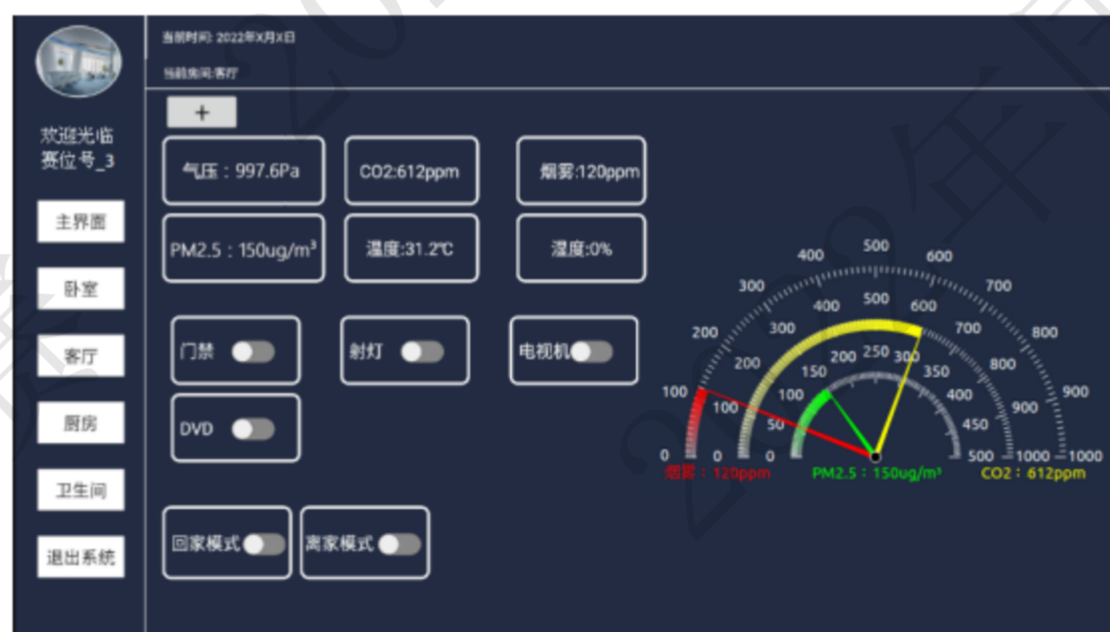 当前时间: 2022年X月X日
当前房间:客厅
欢迎光临
赛位号_3
主界面
卧室
客厅
厨房
卫生间
退出系统
+
气压：997.6Pa
CO2:612ppm
烟雾:120ppm
PM2.5：150ug/m³
温度:31.2℃
湿度:0%
门禁
射灯
电视机
DVD
回家模式
离家模式
0
100
200
300
400
500
600
700
800
900
1000
0
100
200
300
400
500
600
700
800
900
1000
0
50
100
150
200
250
300
350
400
450
500
烟雾：120ppm
PM2.5：150ug/m³
CO2：612ppm